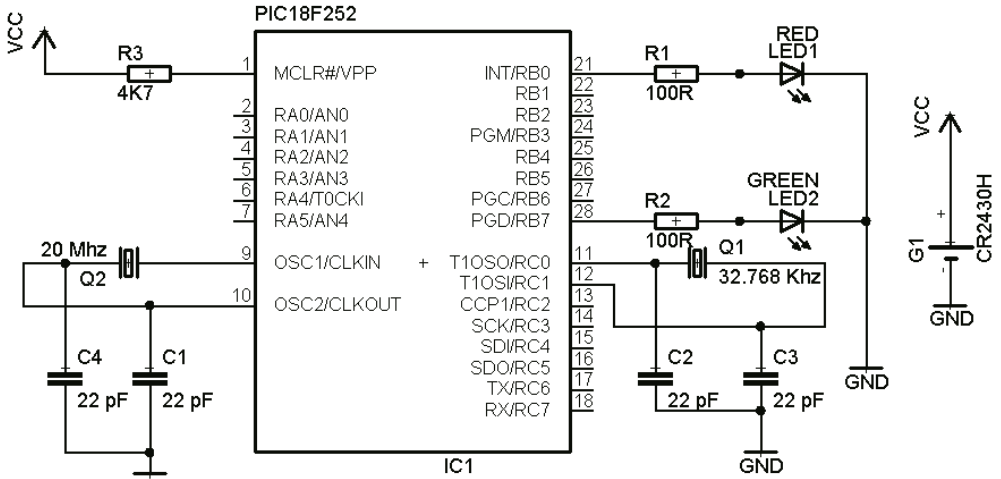 PIC18F252
VCC
R3
4K7
1 MCLR#/VPP
2 RA0/AN0
3 RA1/AN1
4 RA2/AN2
5 RA3/AN3
6 RA4/T0CKI
7 RA5/AN4
9 OSC1/CLKIN
10 OSC2/CLKOUT
INT/RB0 21
RB1 22
RB2 23
PGM/RB3 24
RB4 25
RB5 26
PGC/RB6 27
PGD/RB7 28
+ T1OSO/RC0 11
T1OSI/RC1 12
CCP1/RC2 13
SCK/RC3 14
SDI/RC4 15
SDO/RC5 16
TX/RC6 17
RX/RC7 18
IC1
20 Mhz
Q2
C4
22 pF
C1
22 pF
R1
100R
RED
LED1
R2
100R
GREEN
LED2
Q1
32.768 Khz
C2
22 pF
C3
22 pF
GND
GND
VCC
+
G1
-
CR2430H
GND